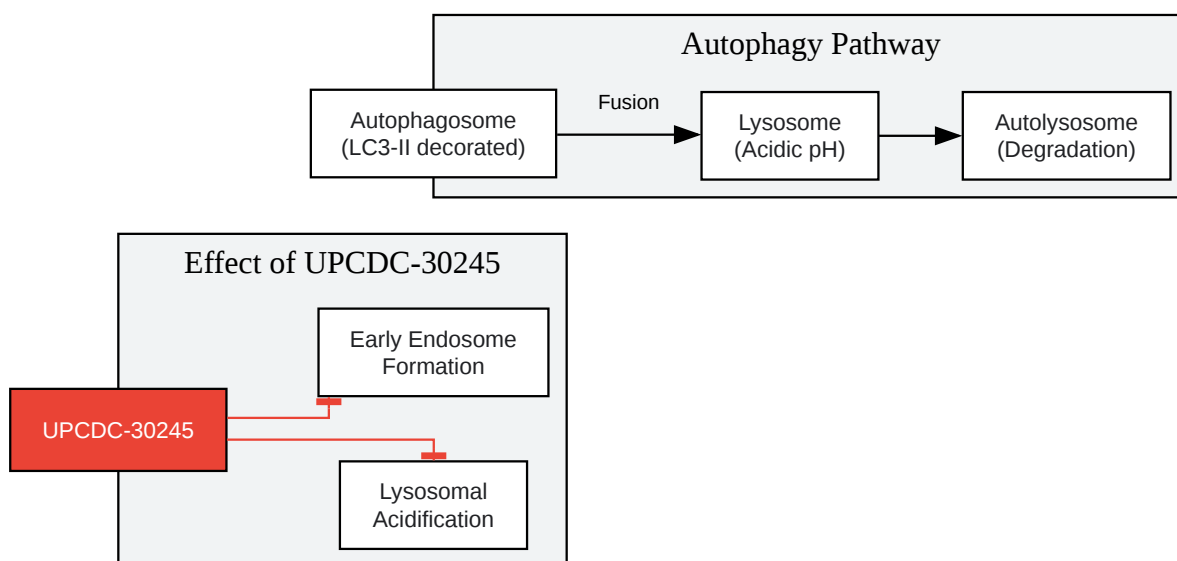 Autophagy Pathway
Autophagosome
(LC3-II decorated)
Fusion
Lysosome
(Acidic pH)
Autolysosome
(Degradation)
Effect of UPCDC-30245
Early Endosome
Formation
UPCDC-30245
Lysosomal
Acidification